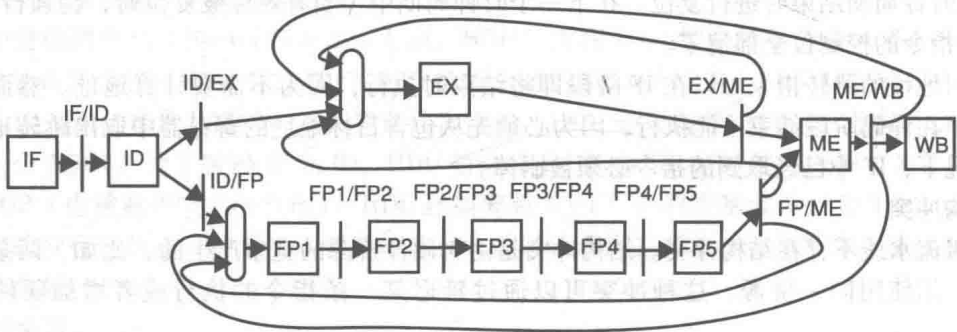 ID/EX
EX
EX/ME
ME/WB
IF/ID
IF
ID
ME
WB
ID/FP
FP1/FP2
FP2/FP3
FP3/FP4
FP4/FP5
FP/ME
FP1
FP2
FP3
FP4
FP5